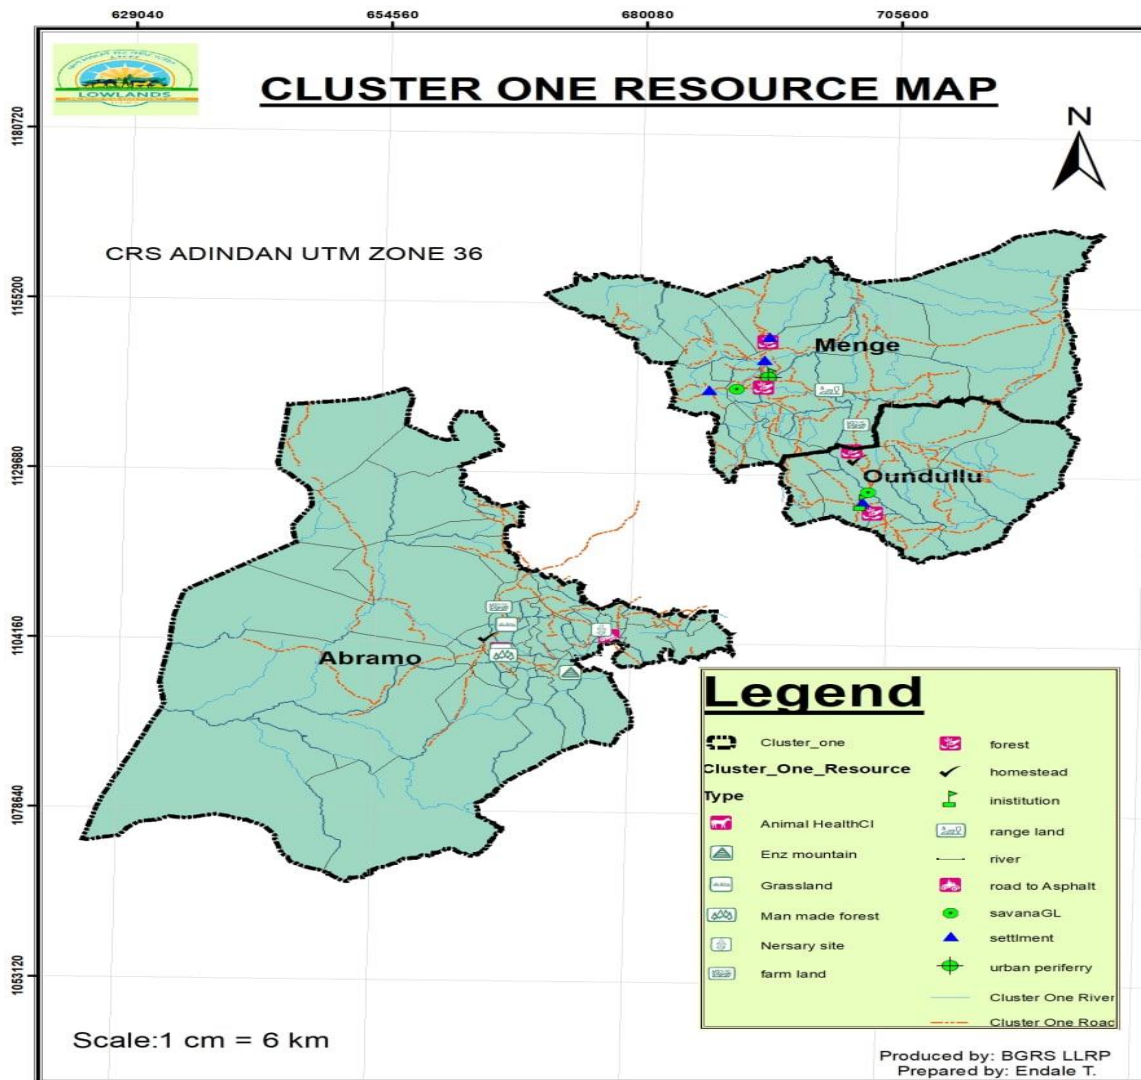 629040 654560 680080 705600
LOWLANDS
CLUSTER ONE RESOURCE MAP
N
1180720
CRS ADINDAN UTM ZONE 36
1155200
Menge
1129680
Oundullu
1104160
Abramo
Legend
Cluster_one
Cluster_One_Resource
Type
Animal HealthCl
Enz mountain
Grassland
Man made forest
Nersary site
farm land
forest
homestead
inistitution
range land
river
road to Asphalt
savanaGL
settlment
urban periferry
Cluster One River
Cluster One Road
1078640
1053120
Scale:1 cm = 6 km
Produced by: BGRS LLRP
Prepared by: Endale T.